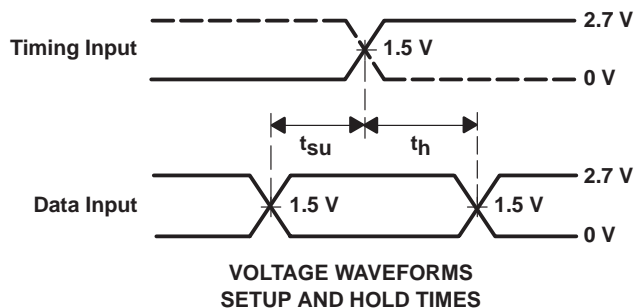 2.7 V
Timing Input
1.5 V
0 V
tsu
th
2.7 V
Data Input
1.5 V
1.5 V
0 V
VOLTAGE WAVEFORMS
SETUP AND HOLD TIMES